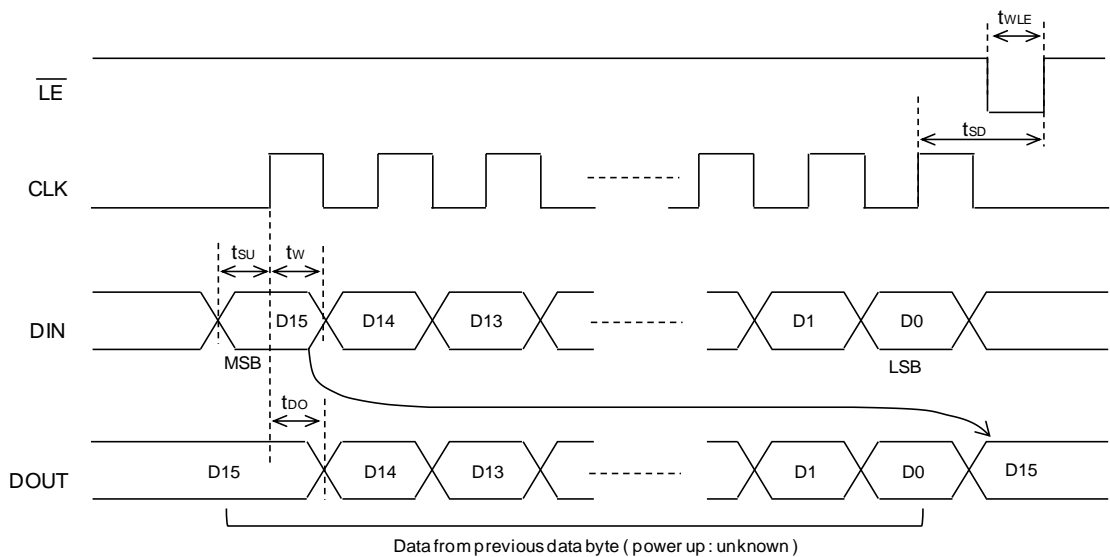 tWLE
LE
tSD
CLK
tSU
tW
DIN
D15
D14
D13
D1
D0
MSB
LSB
tDO
DOUT
D15
D14
D13
D1
D0
D15
Data from previous data byte ( power up : unknown )